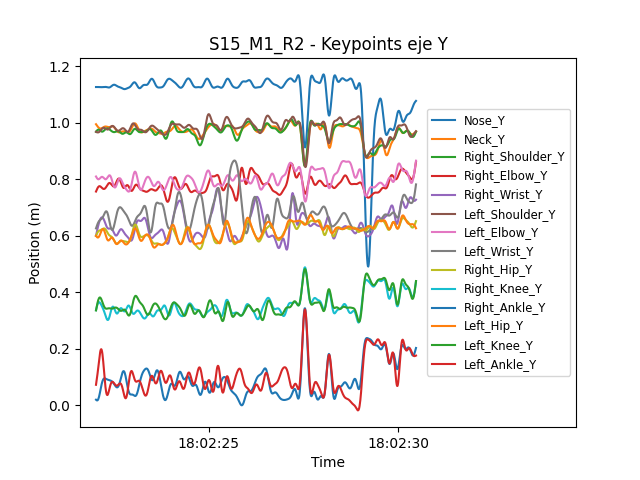 S15_M1_R2 - Keypoints eje Y
Position (m)
1.2
1.0
0.8
0.6
0.4
0.2
0.0
18:02:25
18:02:30
Time
Nose_Y
Neck_Y
Right_Shoulder_Y
Right_Elbow_Y
Right_Wrist_Y
Left_Shoulder_Y
Left_Elbow_Y
Left_Wrist_Y
Right_Hip_Y
Right_Knee_Y
Right_Ankle_Y
Left_Hip_Y
Left_Knee_Y
Left_Ankle_Y